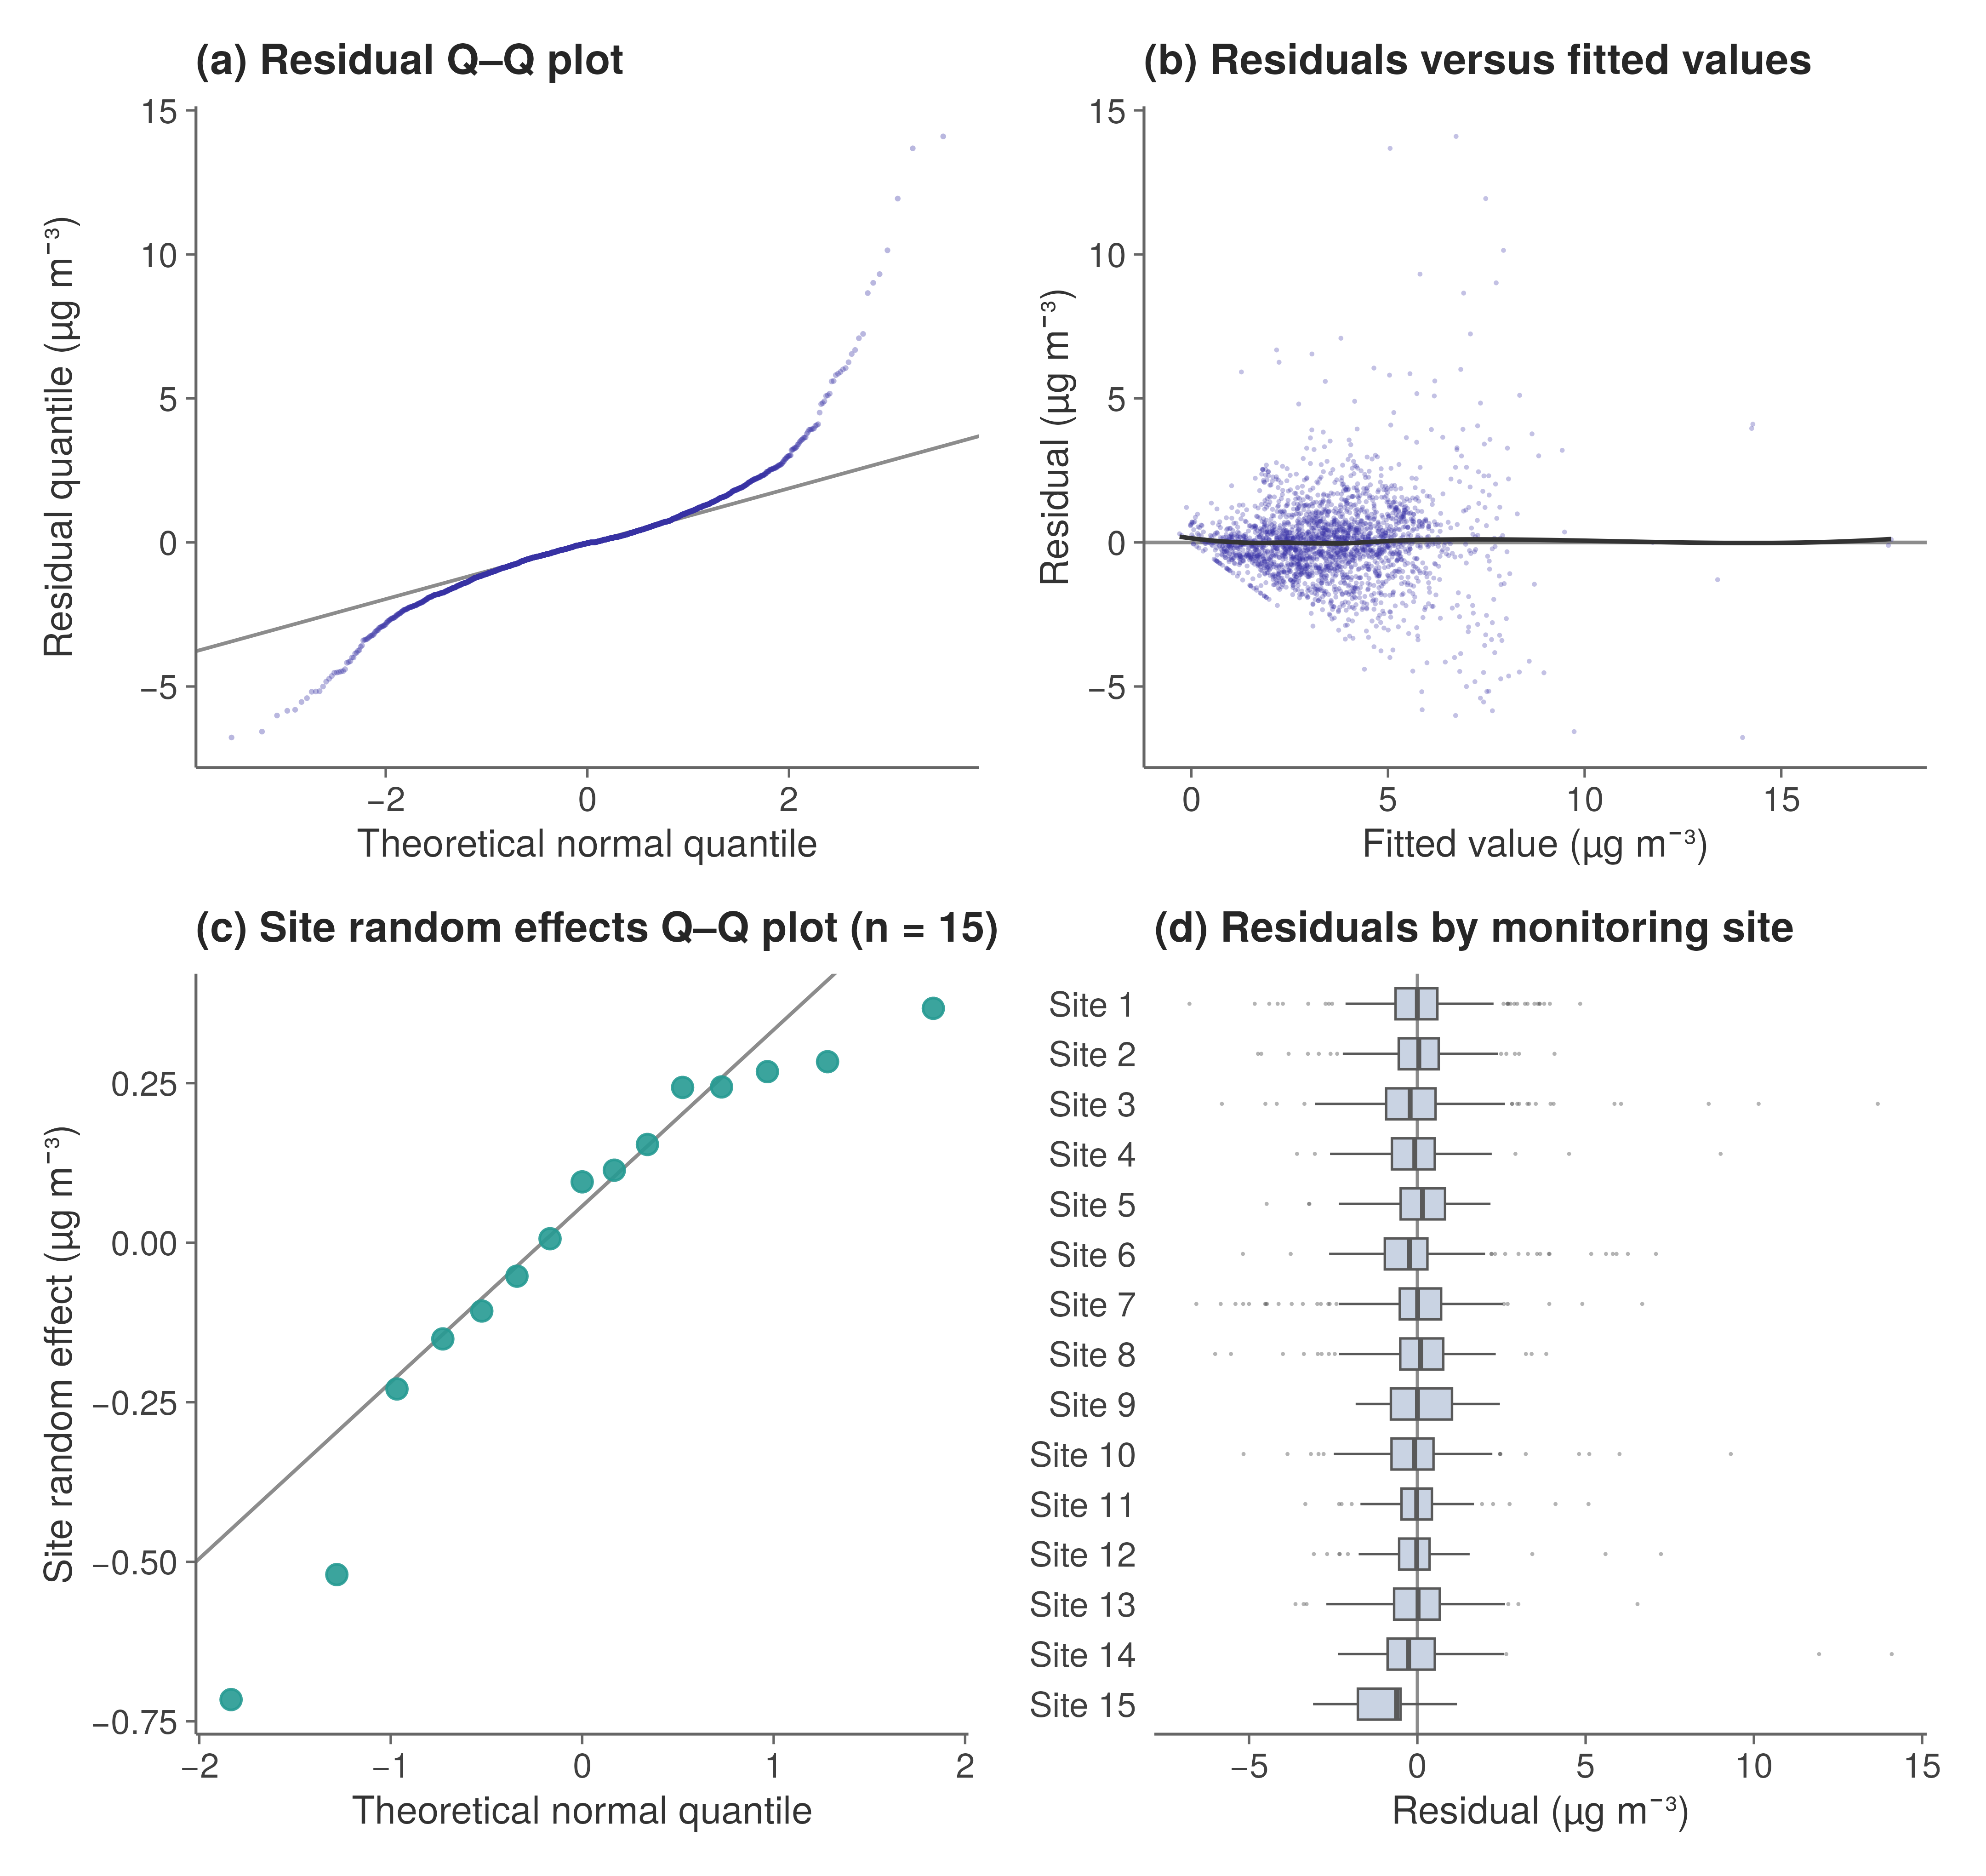 (a) Residual Q–Q plot
15
10
5
0
−5
Residual quantile (µg m⁻³)
−2
0
2
Theoretical normal quantile
(b) Residuals versus fitted values
15
10
5
0
−5
Residual (µg m⁻³)
0
5
10
15
Fitted value (µg m⁻³)
(c) Site random effects Q–Q plot (n = 15)
0.25
0.00
−0.25
−0.50
−0.75
Site random effect (µg m⁻³)
−2
−1
0
1
2
Theoretical normal quantile
(d) Residuals by monitoring site
Site 1
Site 2
Site 3
Site 4
Site 5
Site 6
Site 7
Site 8
Site 9
Site 10
Site 11
Site 12
Site 13
Site 14
Site 15
−5
0
5
10
15
Residual (µg m⁻³)